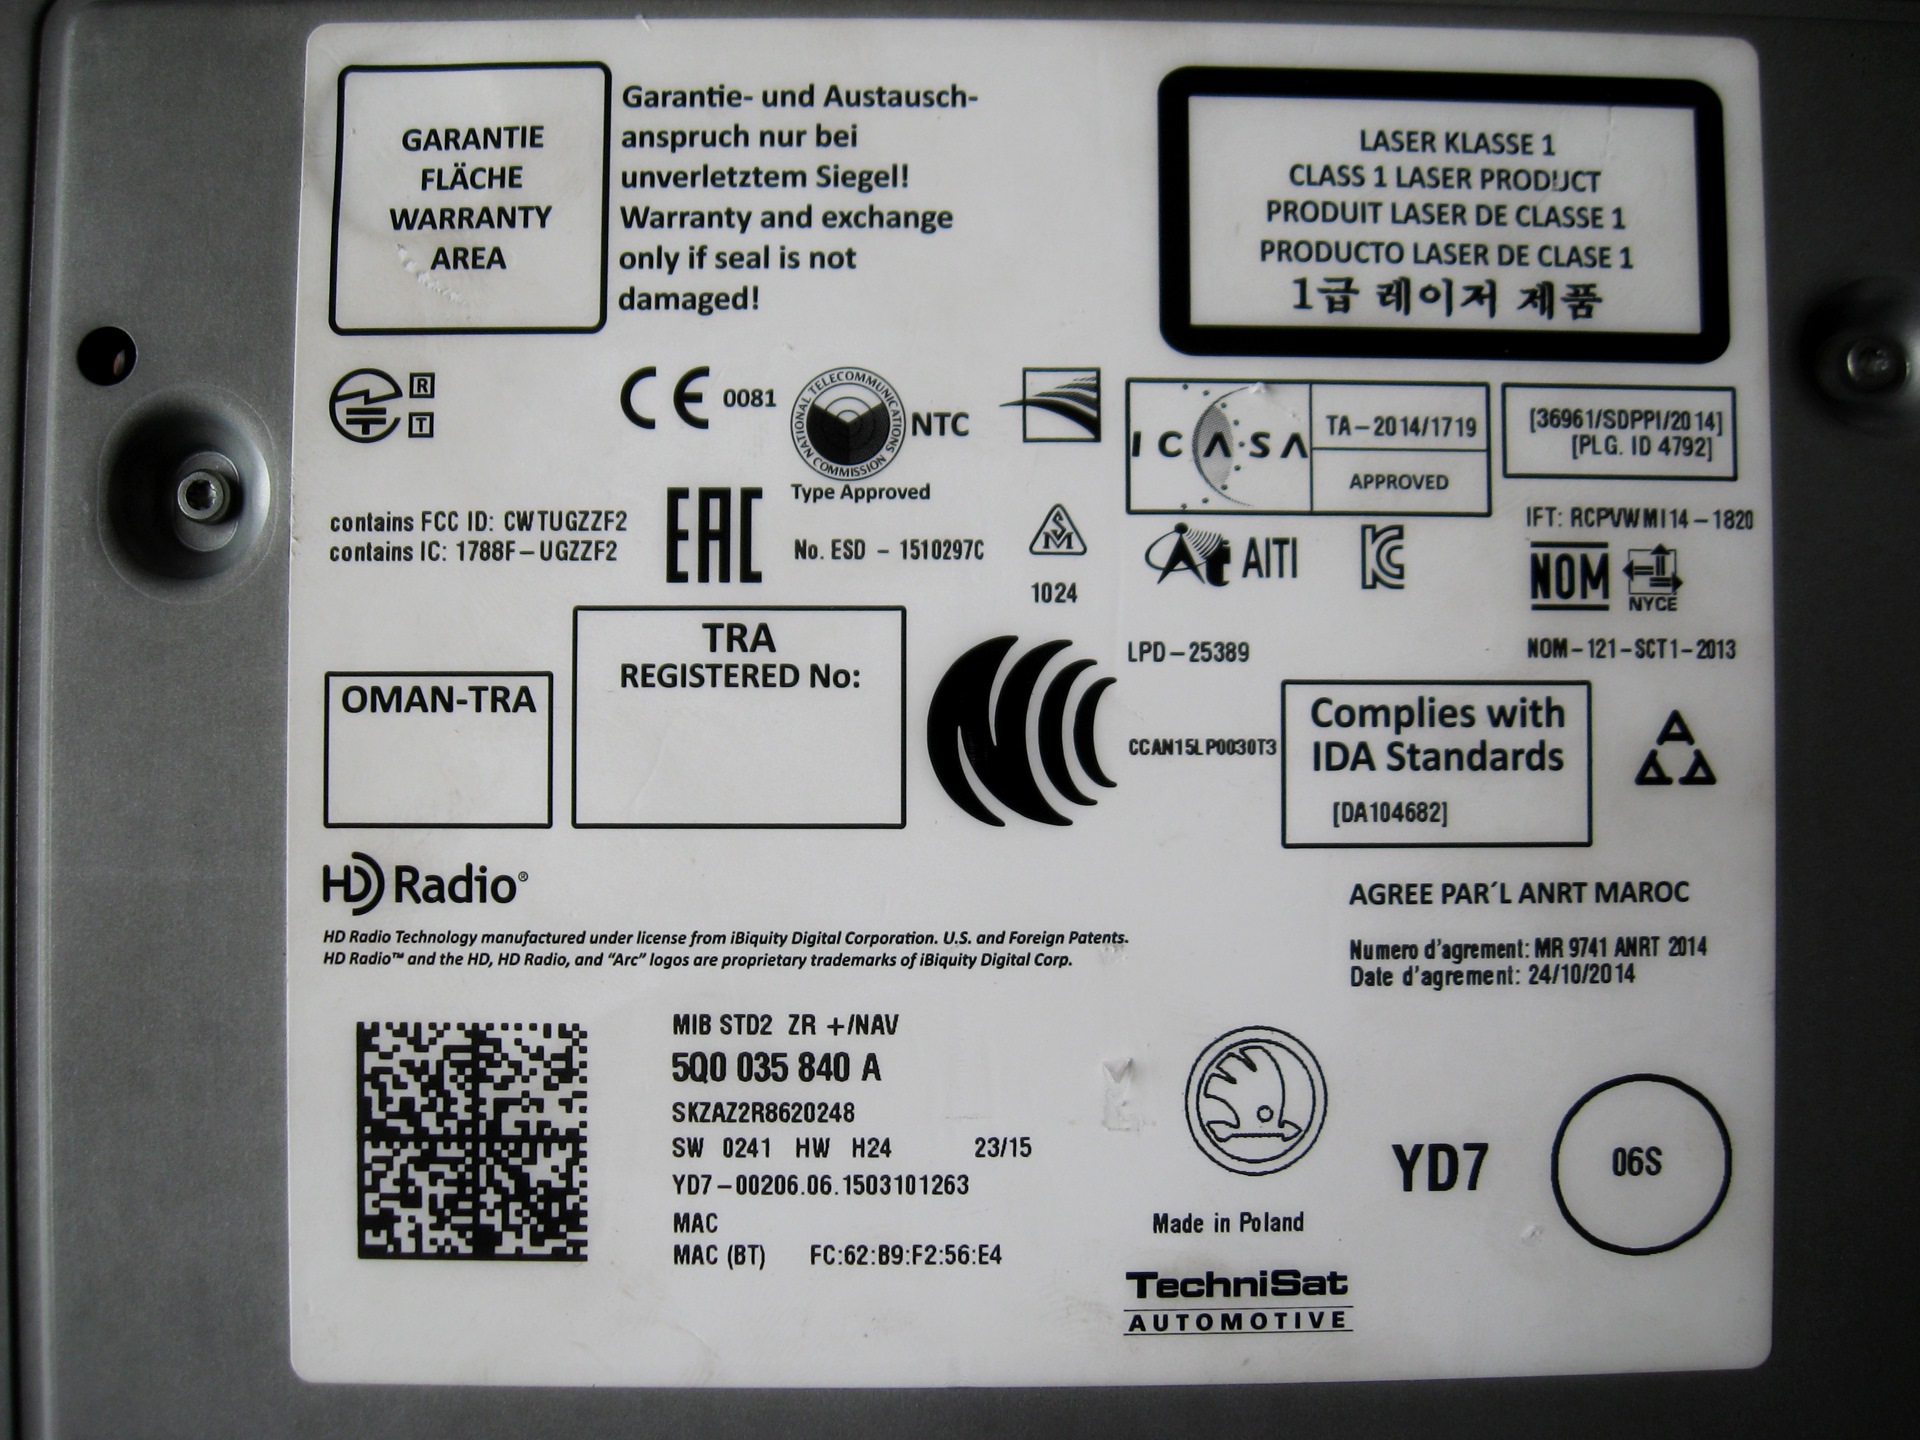 GARANTIE
FLÄCHE
WARRANTY
AREA
Garantie- und Austausch-
anspruch nur bei
unverletztem Siegel!
Warranty and exchange
only if seal is not
damaged!
LASER KLASSE 1
CLASS 1 LASER PRODUCT
PRODUIT LASER DE CLASSE 1
PRODUCTO LASER DE CLASE 1
1급 레이저 제품
R
T
CE 0081
NATIONAL TELECOMMUNICATIONS COMMISSION
NTC
Type Approved
ICASA
TA-2014/1719
APPROVED
[36961/SDPPI/2014]
[PLG. ID 4792]
contains FCC ID: CWTUGZZF2
contains IC: 1788F-UGZZF2
EAC
No. ESD - 1510297C
SM
1024
AITI
KC
IFT: RCPVWMI14-1820
NOM
NYCE
NOM-121-SCT1-2013
OMAN-TRA
TRA
REGISTERED No:
N
LPD-25389
CCAN15LP0030T3
Complies with
IDA Standards
[DA104682]
HD Radio®
HD Radio Technology manufactured under license from iBiquity Digital Corporation. U.S. and Foreign Patents.
HD Radio™ and the HD, HD Radio, and “Arc” logos are proprietary trademarks of iBiquity Digital Corp.
AGREE PAR´L ANRT MAROC
Numero d'agrement: MR 9741 ANRT 2014
Date d'agrement: 24/10/2014
MIB STD2 ZR +/NAV
5Q0 035 840 A
SKZAZ2R8620248
SW 0241 HW H24 23/15
YD7-00206.06.1503101263
MAC
MAC (BT) FC:62:B9:F2:56:E4
Made in Poland
YD7
06S
TechniSat
AUTOMOTIVE